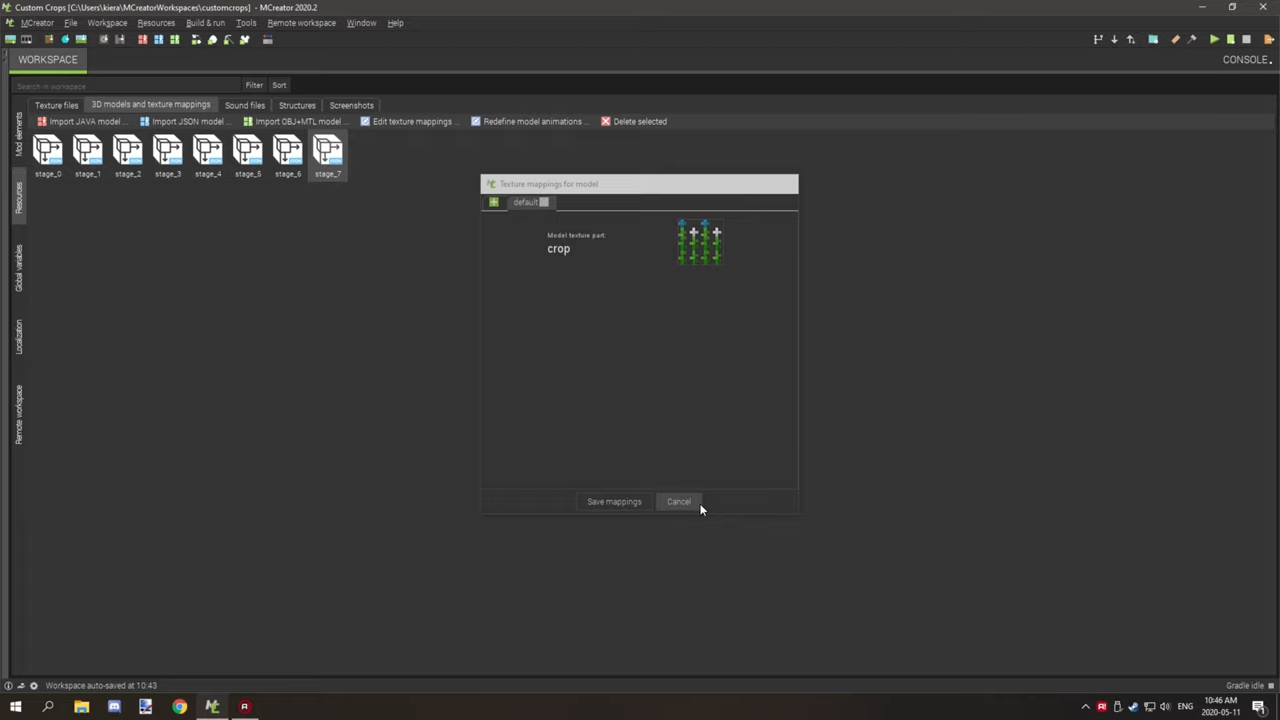 Custom Crops [C:\Users\kiera\MCreatorWorkspaces\customcrops] - MCreator 2020.2
MCreator File Workspace Resources Build & run Tools Remote workspace Window Help
WORKSPACE
CONSOLE
Search in workspace
Filter Sort
Texture files 3D models and texture mappings Sound files Structures Screenshots
Import JAVA model ... Import JSON model ... Import OBJ+MTL model ... Edit texture mappings ... Redefine model animations ... Delete selected
Mod elements
Resources
Global variables
Localization
Remote workspace
stage_0 stage_1 stage_2 stage_3 stage_4 stage_5 stage_6 stage_7
Texture mappings for model
default
Model texture part:
crop
Save mappings Cancel
Workspace auto-saved at 10:43
Gradle idle
ENG
10:46 AM
2020-05-11